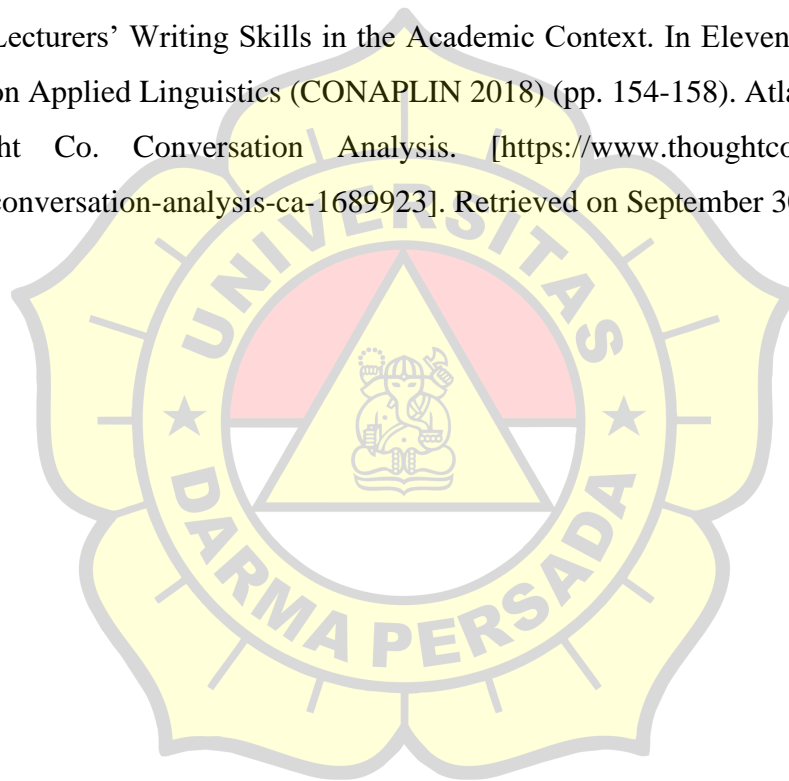 Lecturers’ Writing Skills in the Academic Context. In Eleven
on Applied Linguistics (CONAPLIN 2018) (pp. 154-158). Atla
ht Co. Conversation Analysis. [https://www.thoughtco
conversation-analysis-ca-1689923]. Retrieved on September 30
UNIVERSITAS
DARMA PERSADA